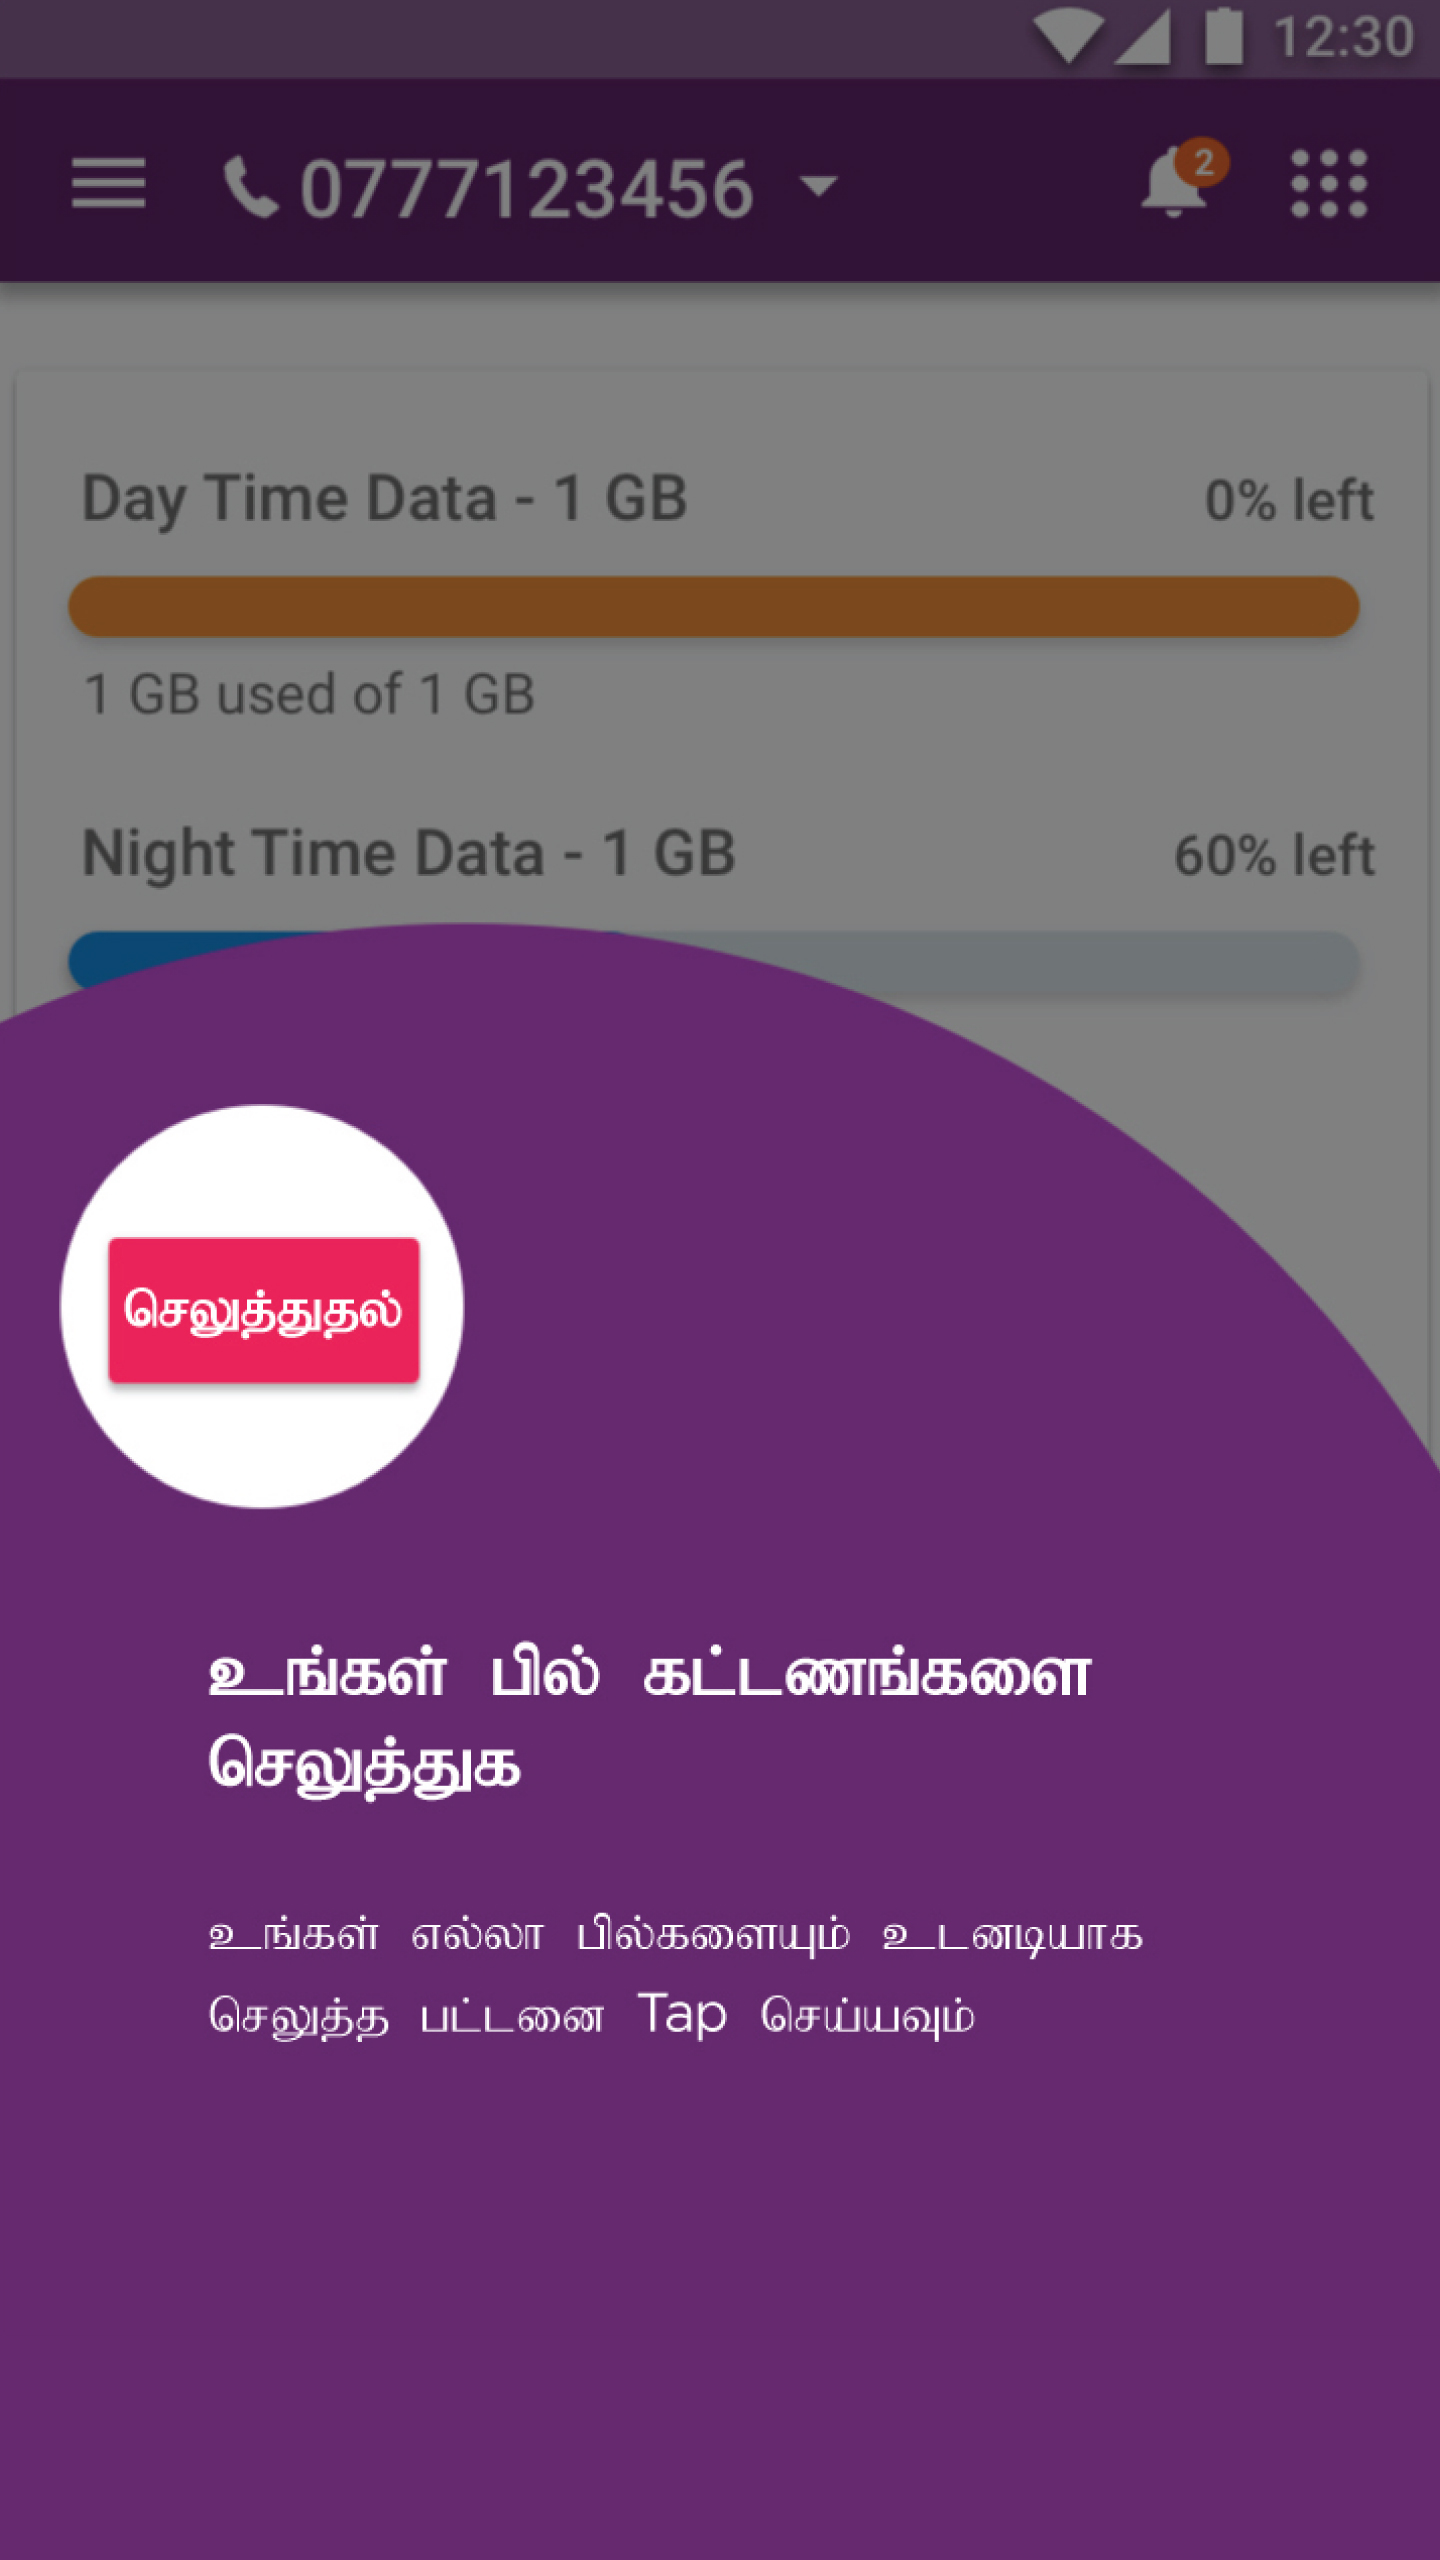 12:30
0777123456
2
Day Time Data - 1 GB
0% left
1 GB used of 1 GB
Night Time Data - 1 GB
60% left
செலுத்துதல்
உங்கள் பில் கட்டணங்களை
செலுத்துக
உங்கள் எல்லா பில்களையும் உடனடியாக
செலுத்த பட்டனை Tap செய்யவும்